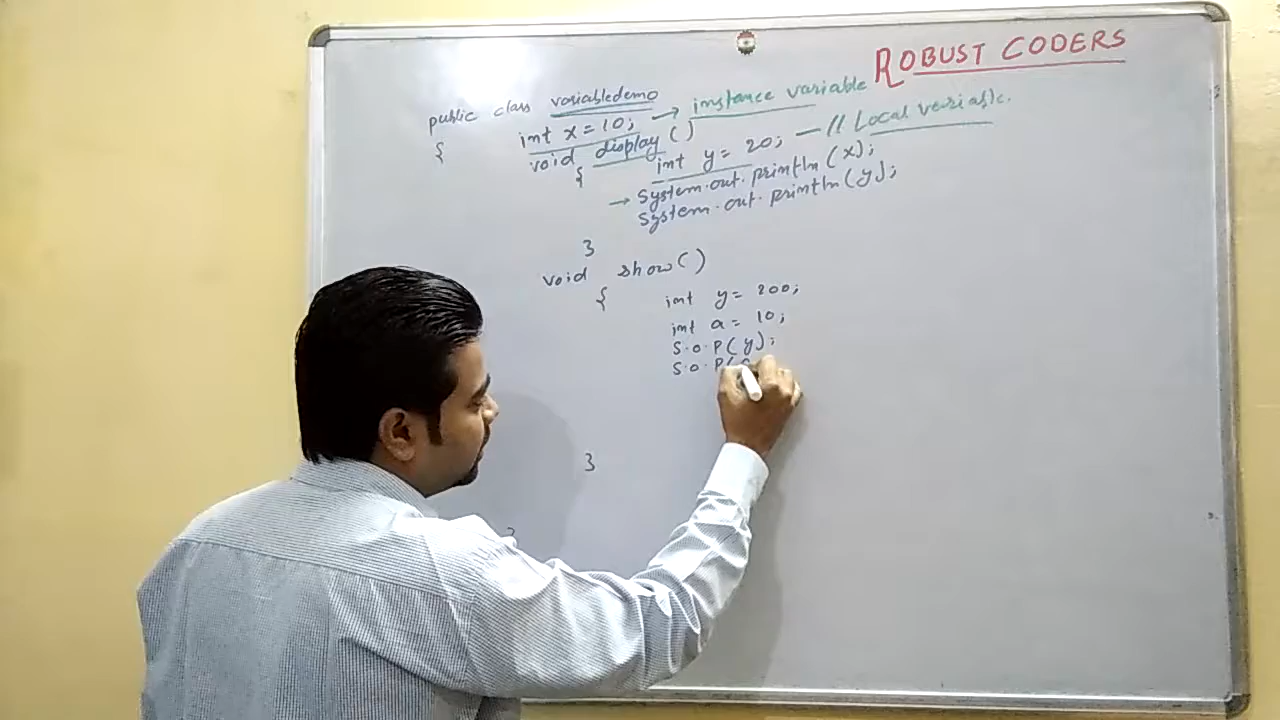 ROBUST CODERS
public class variabledemo
{ int x = 10; → instance variable
void display ( )
{ int y = 20; — // Local variable.
→ System.out.println (x);
System.out.println (y);
}
void show ( )
{ int y = 200;
int a = 10;
S.O.P( y );
S.O.P( a
}